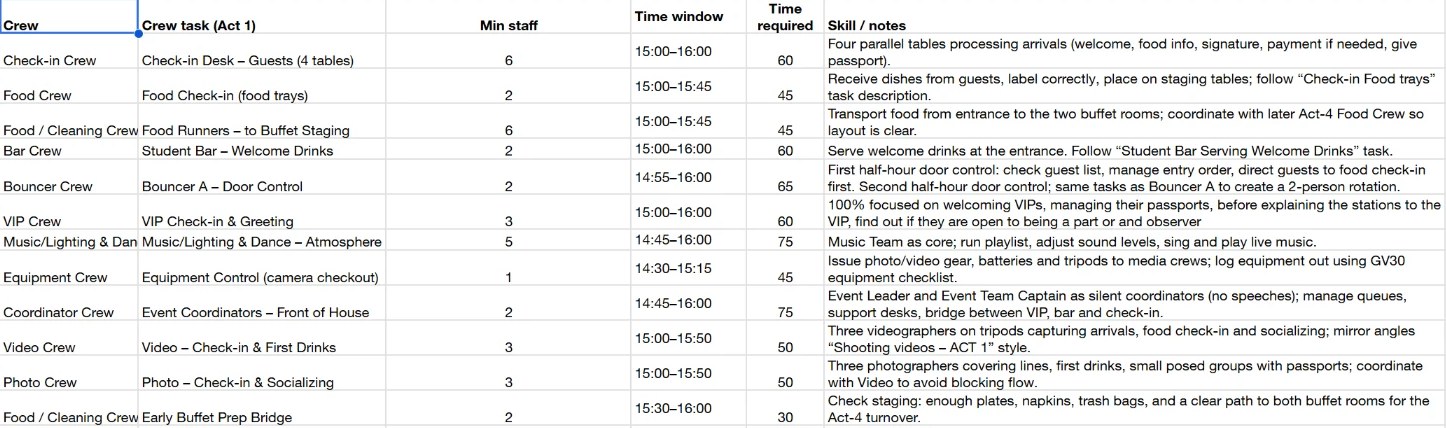 Crew Crew task (Act 1) Min staff Time window Time required Skill / notes
Check-in Crew Check-in Desk – Guests (4 tables) 6 15:00–16:00 60 Four parallel tables processing arrivals (welcome, food info, signature, payment if needed, give
passport).
Food Crew Food Check-in (food trays) 2 15:00–15:45 45 Receive dishes from guests, label correctly, place on staging tables; follow “Check-in Food trays”
task description.
Food / Cleaning Crew Food Runners – to Buffet Staging 6 15:00–15:45 45 Transport food from entrance to the two buffet rooms; coordinate with later Act-4 Food Crew so
layout is clear.
Bar Crew Student Bar – Welcome Drinks 2 15:00–16:00 60 Serve welcome drinks at the entrance. Follow “Student Bar Serving Welcome Drinks” task.
Bouncer Crew Bouncer A – Door Control 2 14:55–16:00 65 First half-hour door control: check guest list, manage entry order, direct guests to food check-in
first. Second half-hour door control; same tasks as Bouncer A to create a 2-person rotation.
VIP Crew VIP Check-in & Greeting 3 15:00–16:00 60 100% focused on welcoming VIPs, managing their passports, before explaining the stations to the
VIP, find out if they are open to being a part or and observer
Music/Lighting & Dan Music/Lighting & Dance – Atmosphere 5 14:45–16:00 75 Music Team as core; run playlist, adjust sound levels, sing and play live music.
Equipment Crew Equipment Control (camera checkout) 1 14:30–15:15 45 Issue photo/video gear, batteries and tripods to media crews; log equipment out using GV30
equipment checklist.
Coordinator Crew Event Coordinators – Front of House 2 14:45–16:00 75 Event Leader and Event Team Captain as silent coordinators (no speeches); manage queues,
support desks, bridge between VIP, bar and check-in.
Video Crew Video – Check-in & First Drinks 3 15:00–15:50 50 Three videographers on tripods capturing arrivals, food check-in and socializing; mirror angles
“Shooting videos – ACT 1” style.
Photo Crew Photo – Check-in & Socializing 3 15:00–15:50 50 Three photographers covering lines, first drinks, small posed groups with passports; coordinate
with Video to avoid blocking flow.
Food / Cleaning Crew Early Buffet Prep Bridge 2 15:30–16:00 30 Check staging: enough plates, napkins, trash bags, and a clear path to both buffet rooms for the
Act-4 turnover.